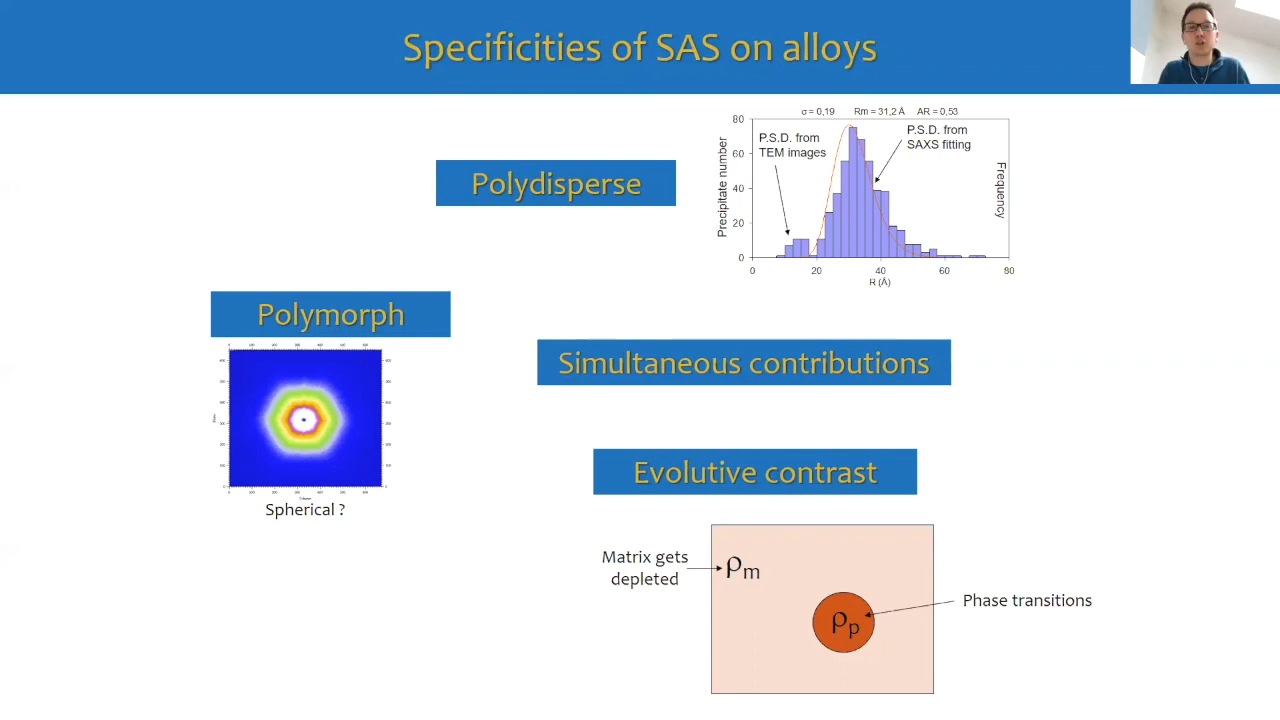 Specificities of SAS on alloys
Polydisperse
σ = 0,19 Rm = 31,2 Å AR = 0,53
P.S.D. from
TEM images
P.S.D. from
SAXS fitting
Precipitate number
Frequency
80
60
40
20
0
0 20 40 60 80
R (Å)
Polymorph
Spherical ?
Simultaneous contributions
Evolutive contrast
Matrix gets
depleted
ρm
ρp
Phase transitions